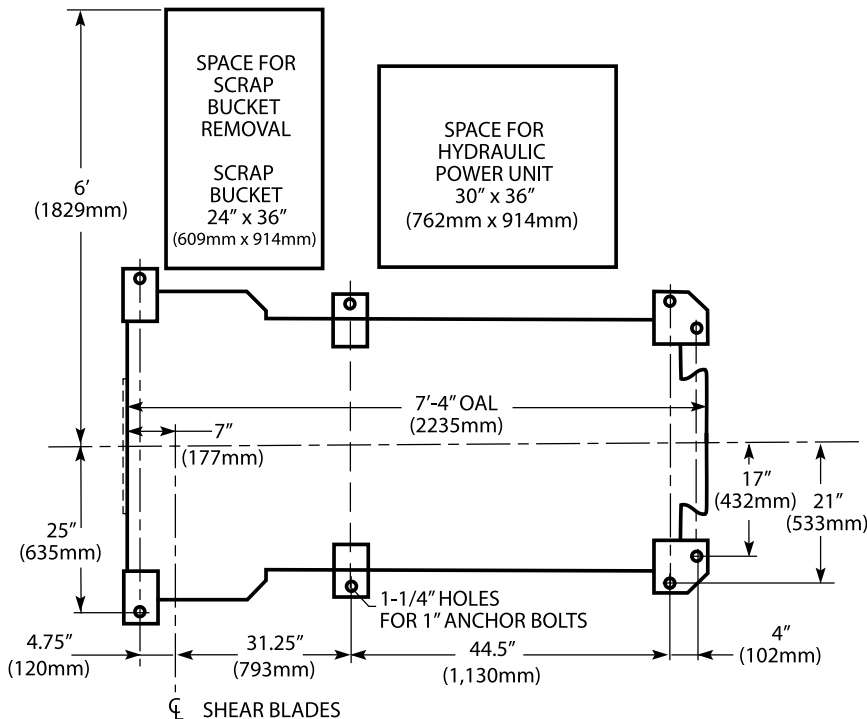 SPACE FOR
SCRAP
BUCKET
REMOVAL
SCRAP
BUCKET
24” x 36”
(609mm x 914mm)
SPACE FOR
HYDRAULIC
POWER UNIT
30” x 36”
(762mm x 914mm)
6’
(1829mm)
7’-4” OAL
(2235mm)
7”
(177mm)
17”
(432mm)
21”
(533mm)
25”
(635mm)
1-1/4” HOLES
FOR 1” ANCHOR BOLTS
4.75”
(120mm)
31.25”
(793mm)
44.5”
(1,130mm)
4”
(102mm)
℄ SHEAR BLADES